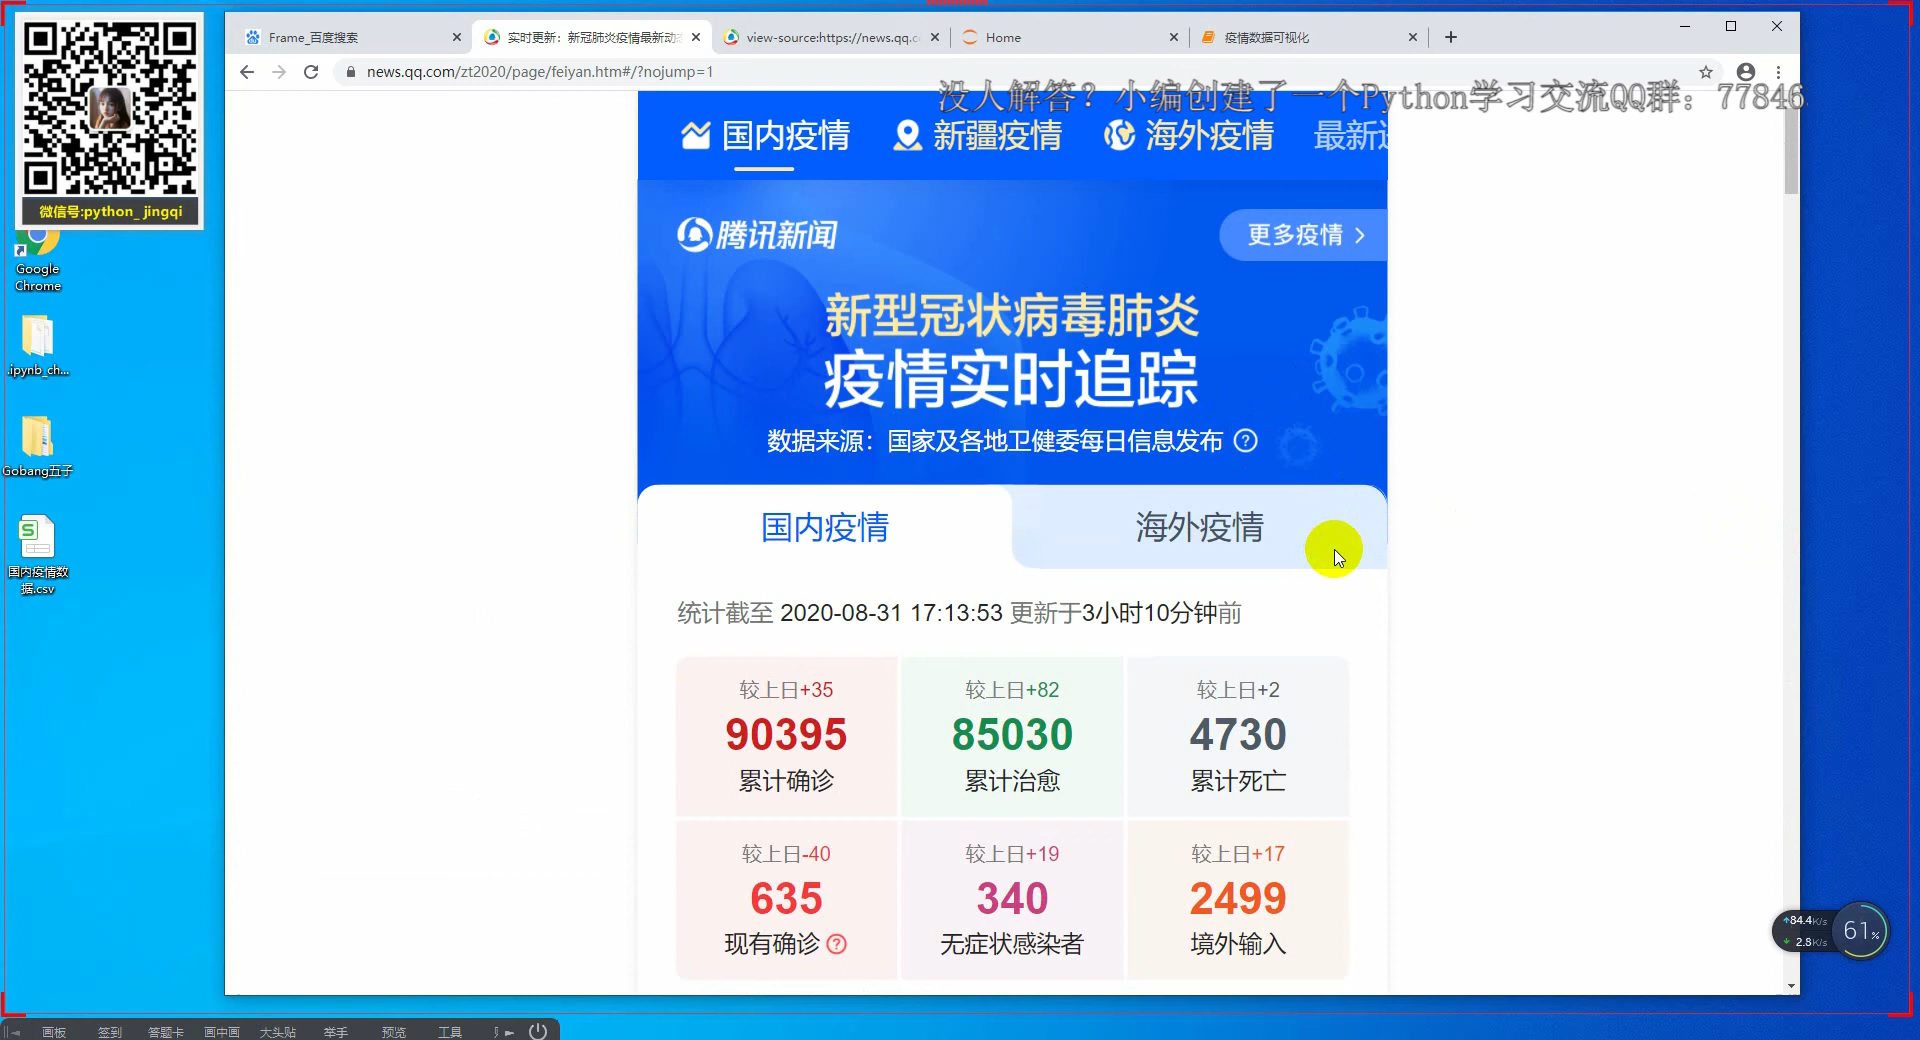 Frame_百度搜索
实时更新：新冠肺炎疫情最新动
view-source:https://news.qq.c
Home
疫情数据可视化
news.qq.com/zt2020/page/feiyan.htm#/?nojump=1
没人解答？小编创建了一个Python学习交流QQ群：77846
微信号:python_jingqi
Google
Chrome
.ipynb_ch...
Gobang五子
国内疫情数
据.csv
国内疫情
新疆疫情
海外疫情
最新进
腾讯新闻
更多疫情
新型冠状病毒肺炎
疫情实时追踪
数据来源：国家及各地卫健委每日信息发布
国内疫情
海外疫情
统计截至 2020-08-31 17:13:53 更新于3小时10分钟前
较上日+35
90395
累计确诊
较上日+82
85030
累计治愈
较上日+2
4730
累计死亡
较上日-40
635
现有确诊
较上日+19
340
无症状感染者
较上日+17
2499
境外输入
84.4K/s
2.8K/s
61%
画板
签到
答题卡
画中画
大头贴
举手
预览
工具